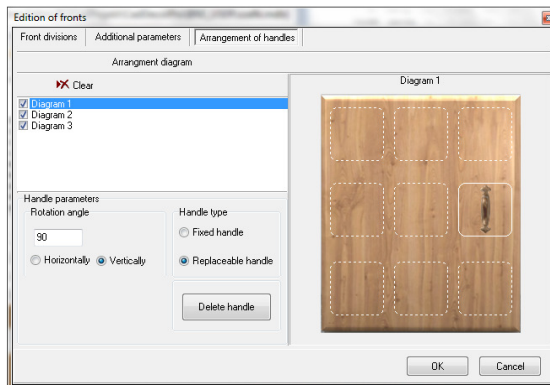 Edition of fronts
Front divisions Additional parameters Arrangement of handles
Arrangment diagram
Clear
Diagram 1
Diagram 1
Diagram 2
Diagram 3
Handle parameters
Rotation angle
Handle type
90
Fixed handle
Horizontally Vertically
Replaceable handle
Delete handle
OK Cancel